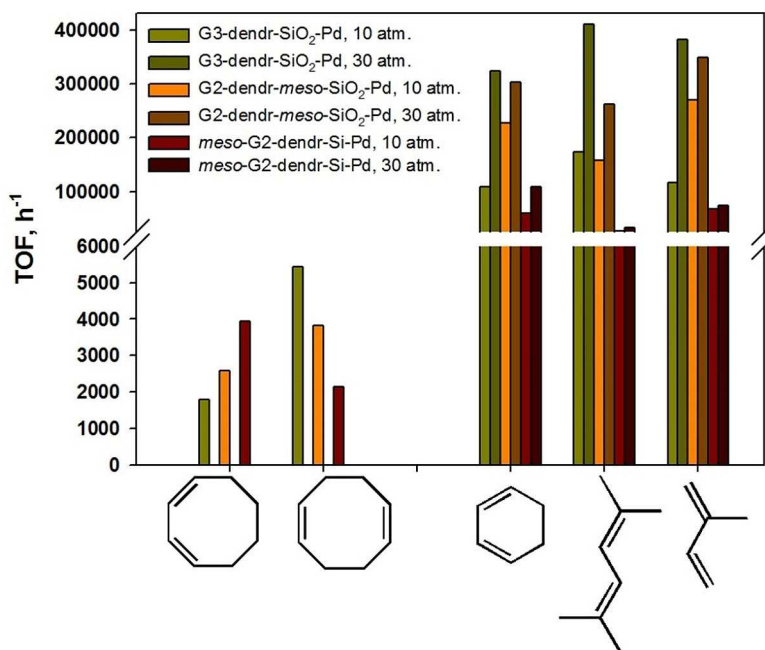 400000
300000
200000
100000
6000
5000
4000
3000
2000
1000
0
TOF, h⁻¹
G3-dendr-SiO₂-Pd, 10 atm.
G3-dendr-SiO₂-Pd, 30 atm.
G2-dendr-meso-SiO₂-Pd, 10 atm.
G2-dendr-meso-SiO₂-Pd, 30 atm.
meso-G2-dendr-Si-Pd, 10 atm.
meso-G2-dendr-Si-Pd, 30 atm.